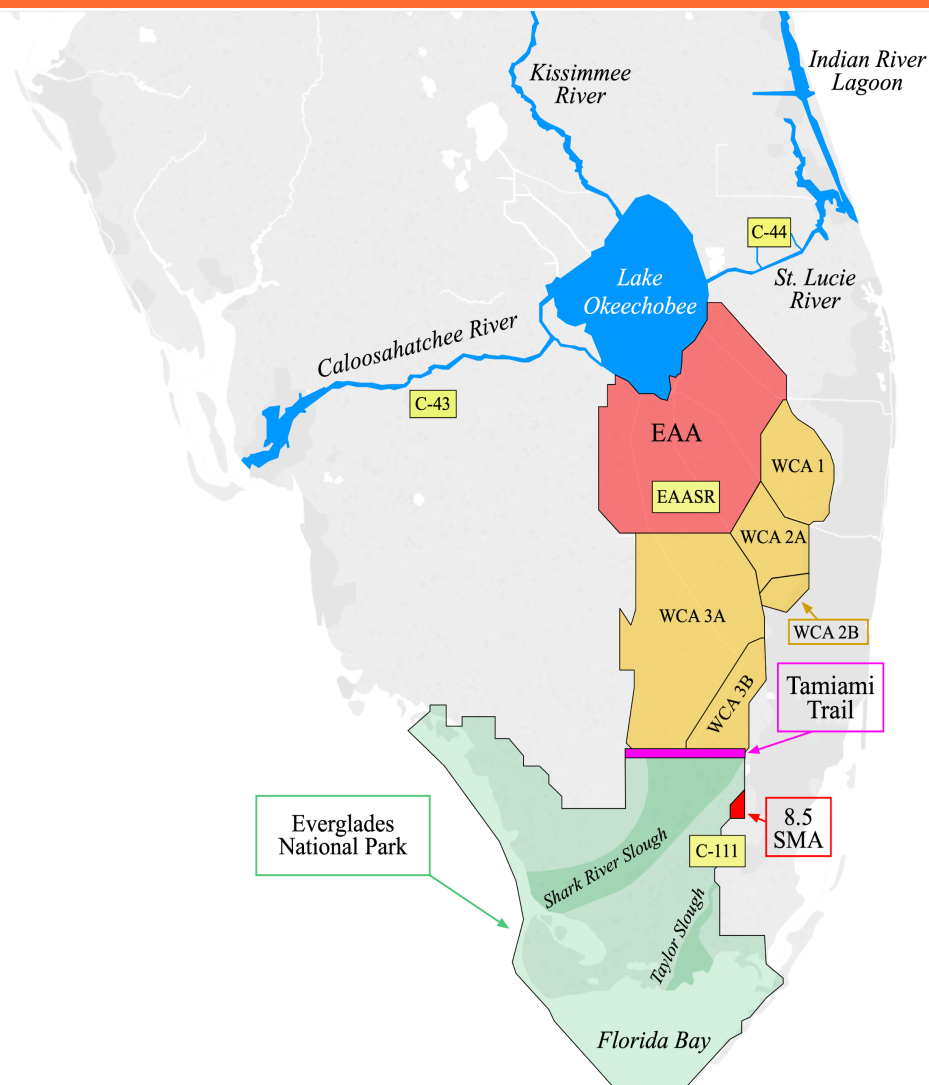 Kissimmee
River
Indian River
Lagoon
C-44
Lake
Okeechobee
St. Lucie
River
Caloosahatchee River
C-43
EAA
WCA 1
EAASR
WCA 2A
WCA 3A
WCA 2B
WCA 3B
Tamiami
Trail
Everglades
National Park
8.5
SMA
C-111
Shark River Slough
Taylor Slough
Florida Bay